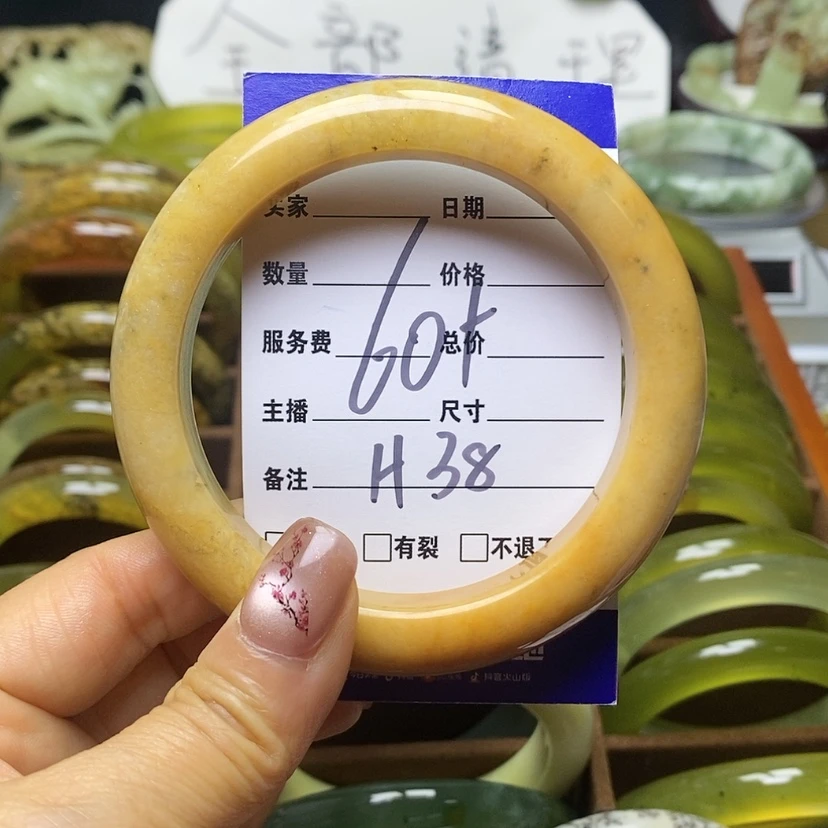 全部清理
卖家 日期
数量 价格
服务费 总价
60+
主播 尺寸
备注 H 38
有裂 不退